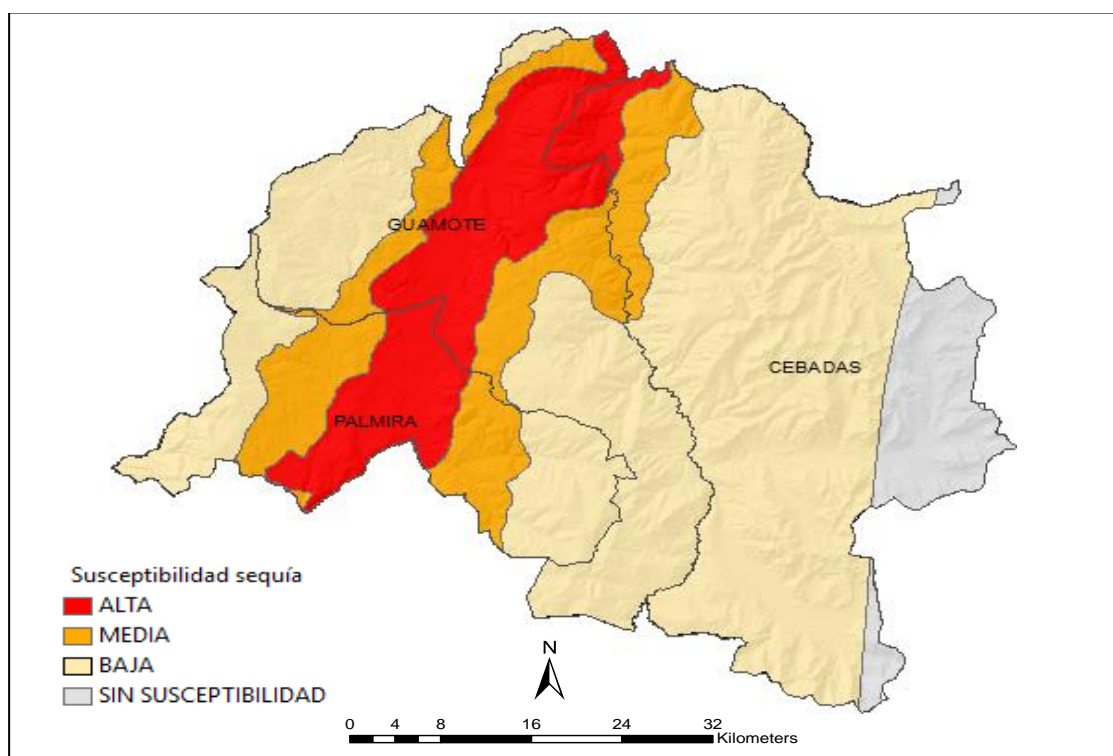 GUAMOTE
CEBADAS
PALMIRA
Susceptibilidad sequía
ALTA
MEDIA
BAJA
SIN SUSCEPTIBILIDAD
N
0 4 8 16 24 32
Kilometers